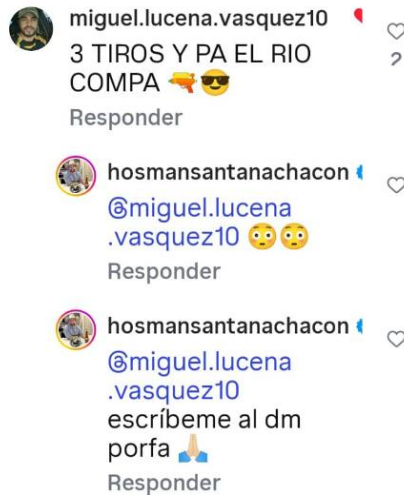 miguel.lucena.vasquez10
3 TIROS Y PA EL RIO
COMPA 🔫😎
Responder
hosmansantanachacon
@miguel.lucena
.vasquez10 😳😳
Responder
hosmansantanachacon
@miguel.lucena
.vasquez10
escríbeme al dm
porfa 🙏🏻
Responder